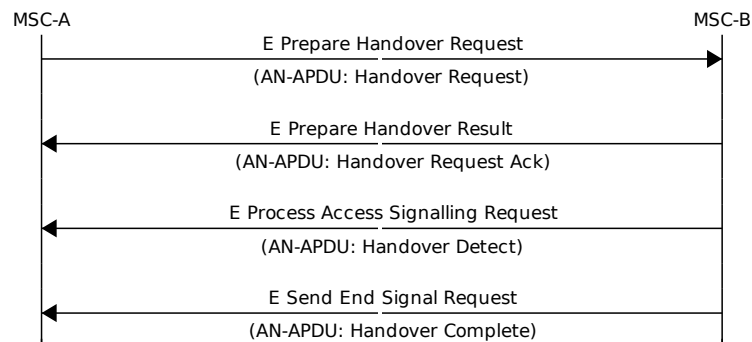 MSC-A
MSC-B
E Prepare Handover Request
(AN-APDU: Handover Request)
E Prepare Handover Result
(AN-APDU: Handover Request Ack)
E Process Access Signalling Request
(AN-APDU: Handover Detect)
E Send End Signal Request
(AN-APDU: Handover Complete)